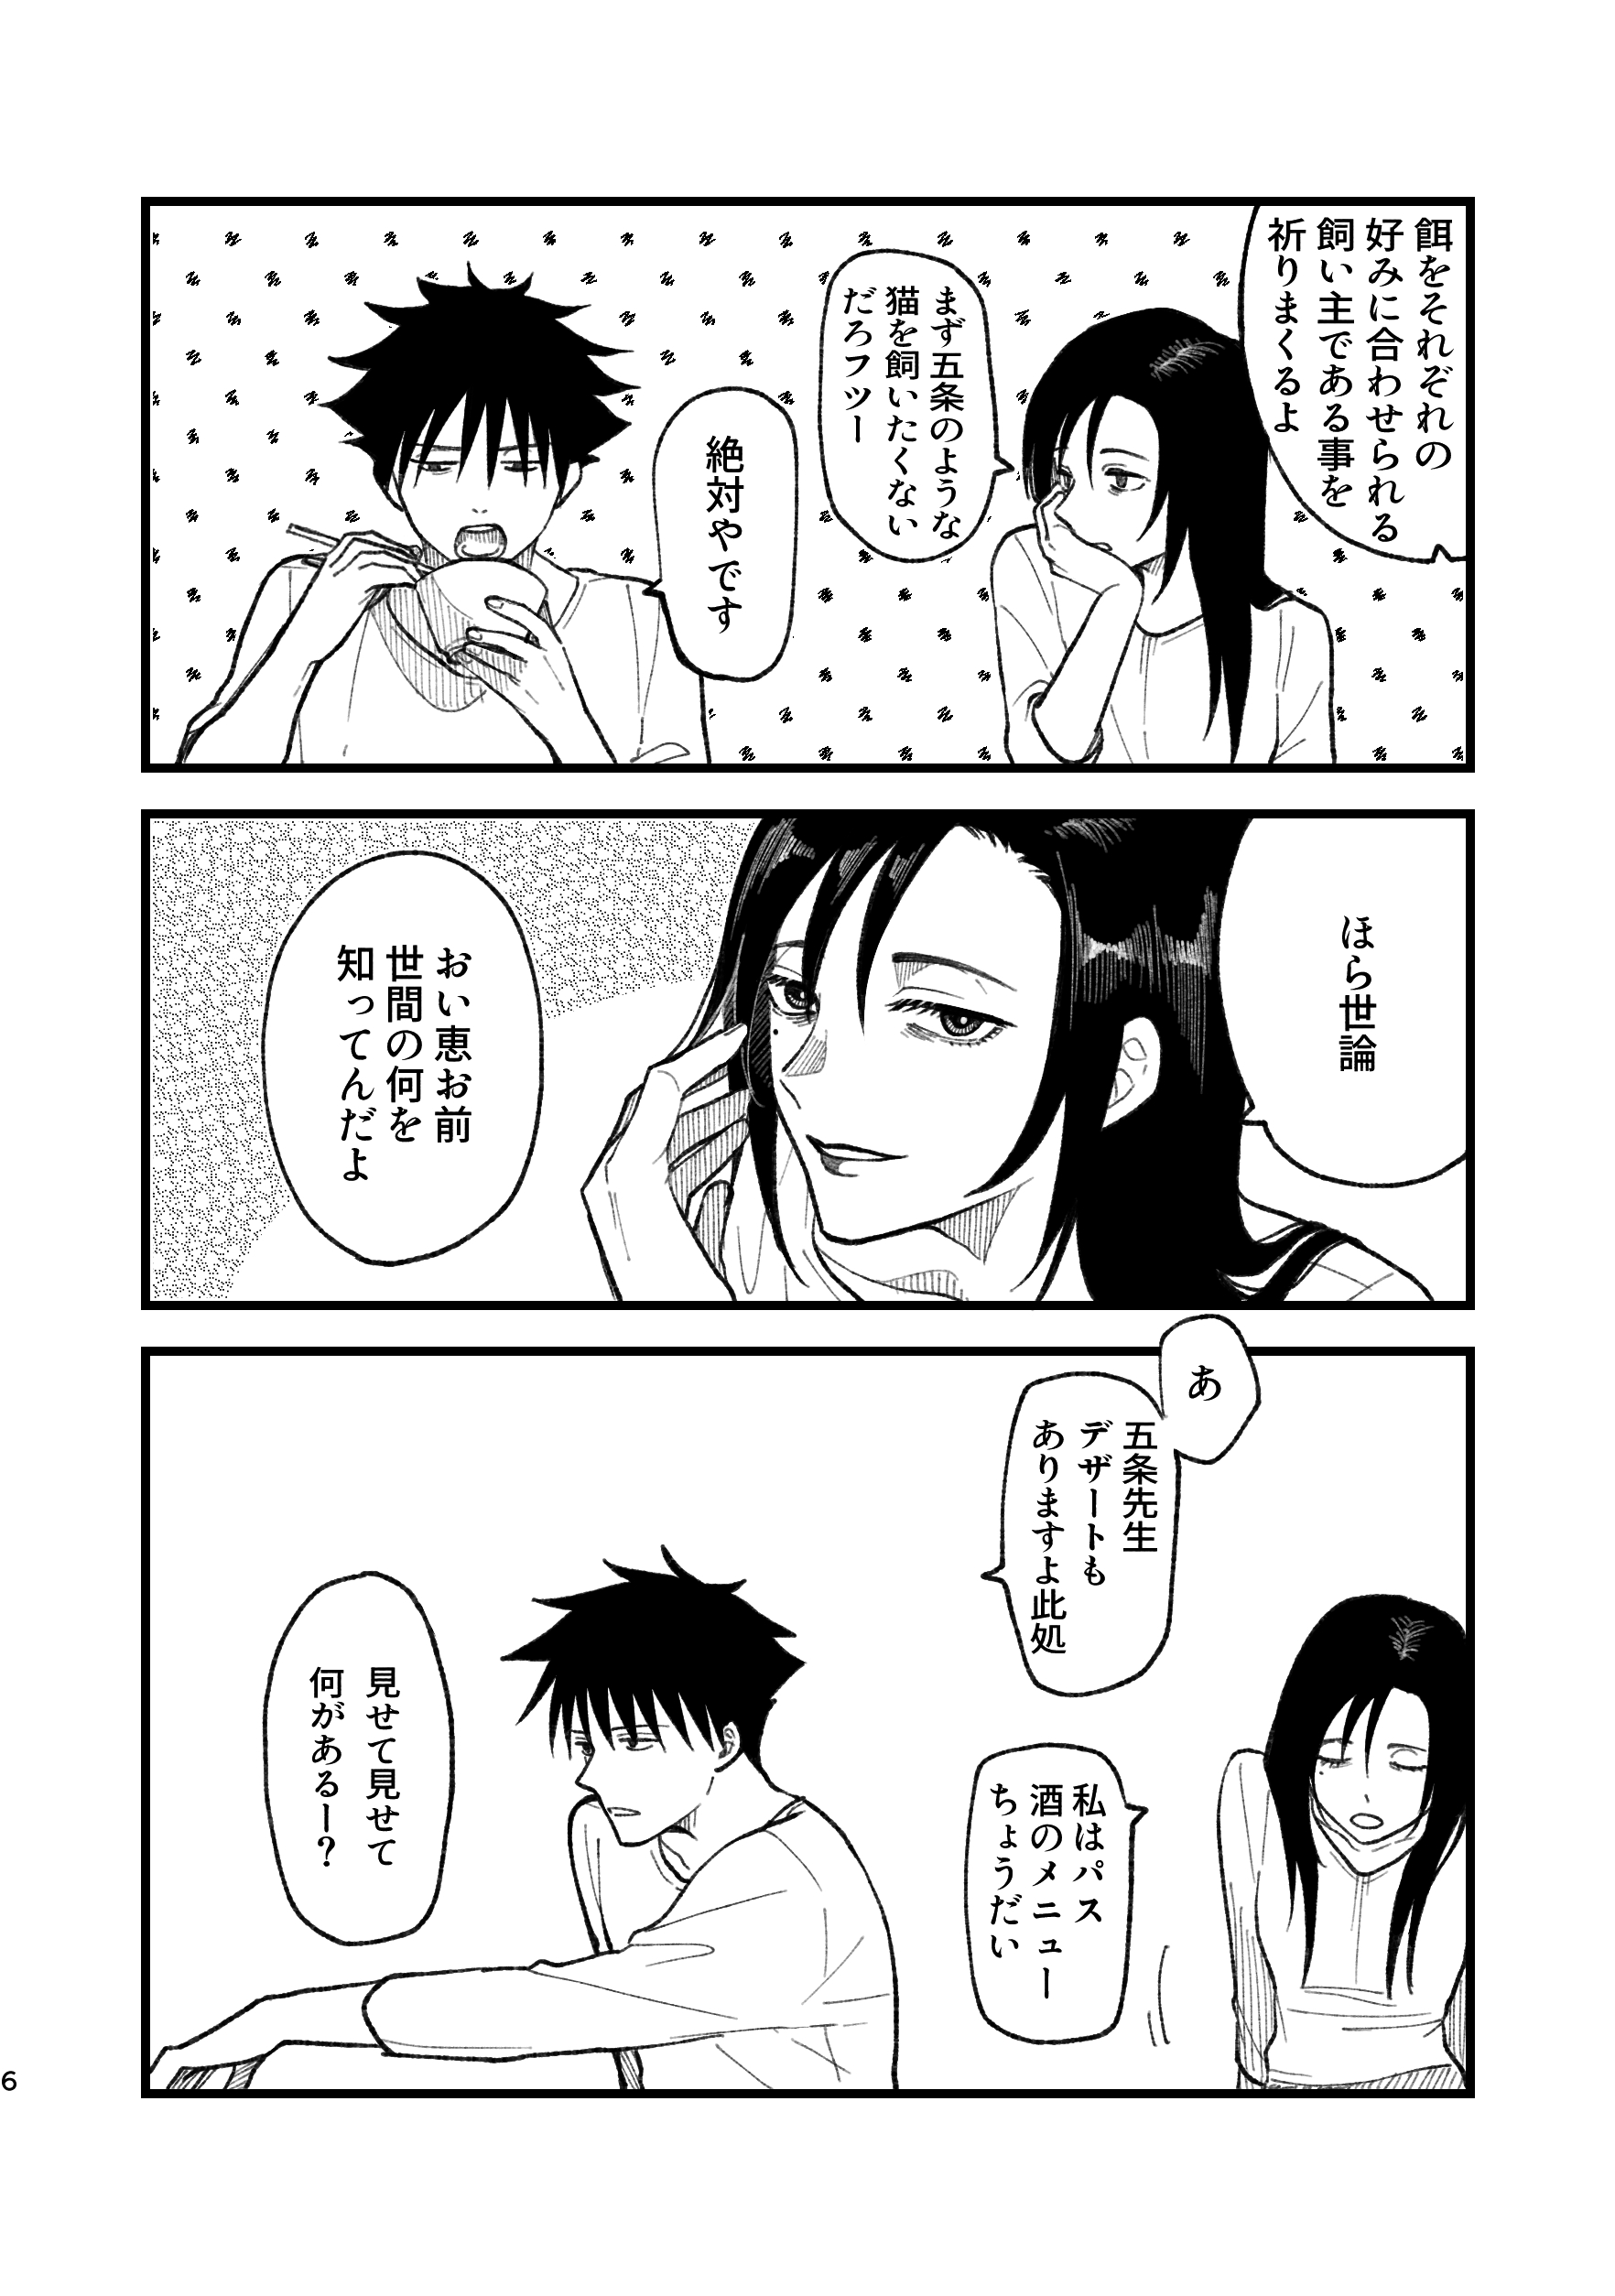 餌をそれぞれの
好みに合わせられる
飼い主である事を
祈りまくるよ
まず五条のような
猫を飼いたくない
だろフツー
絶対やです
ほら世論
おい恵お前
世間の何を
知ってんだよ
あ
五条先生
デザートも
ありますよ此処
私はパス
酒のメニュー
ちょうだい
見せて見せて
何があるー?
6